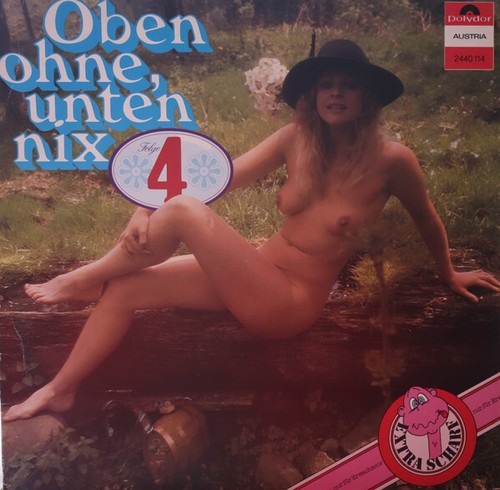 Oben
ohne,
unten
nix
Folge
4
polydor
AUSTRIA
2440 114
EXTRA SCHARF